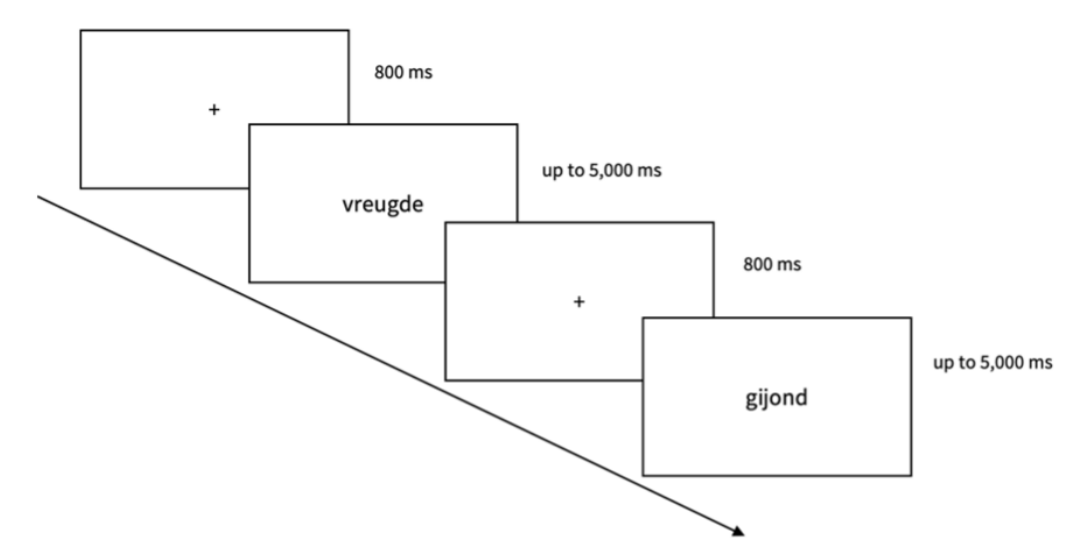 +
800 ms
vreugde
up to 5,000 ms
+
800 ms
gijond
up to 5,000 ms